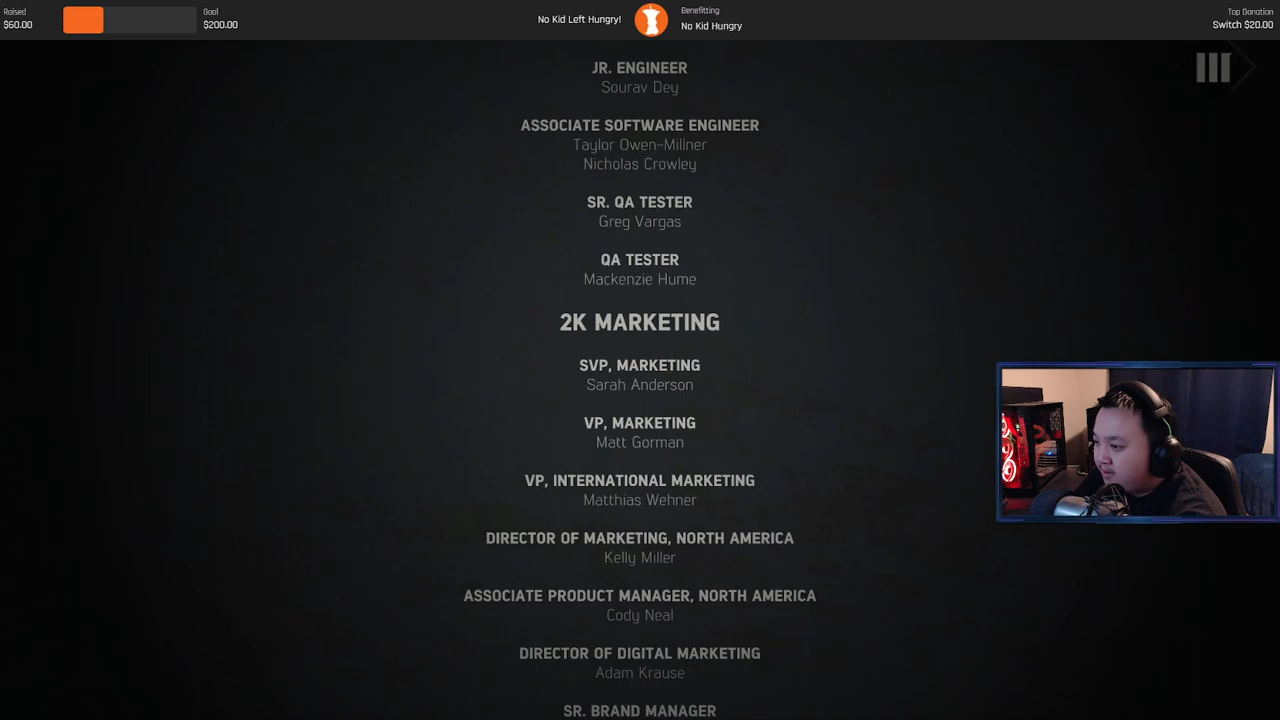 Raised
$60.00
Goal
$200.00
No Kid Left Hungry!
Benefitting
No Kid Hungry
Top Donation
Switch $20.00
JR. ENGINEER
Sourav Dey
ASSOCIATE SOFTWARE ENGINEER
Taylor Owen-Millner
Nicholas Crowley
SR. QA TESTER
Greg Vargas
QA TESTER
Mackenzie Hume
2K MARKETING
SVP, MARKETING
Sarah Anderson
VP, MARKETING
Matt Gorman
VP, INTERNATIONAL MARKETING
Matthias Wehner
DIRECTOR OF MARKETING, NORTH AMERICA
Kelly Miller
ASSOCIATE PRODUCT MANAGER, NORTH AMERICA
Cody Neal
DIRECTOR OF DIGITAL MARKETING
Adam Krause
SR. BRAND MANAGER